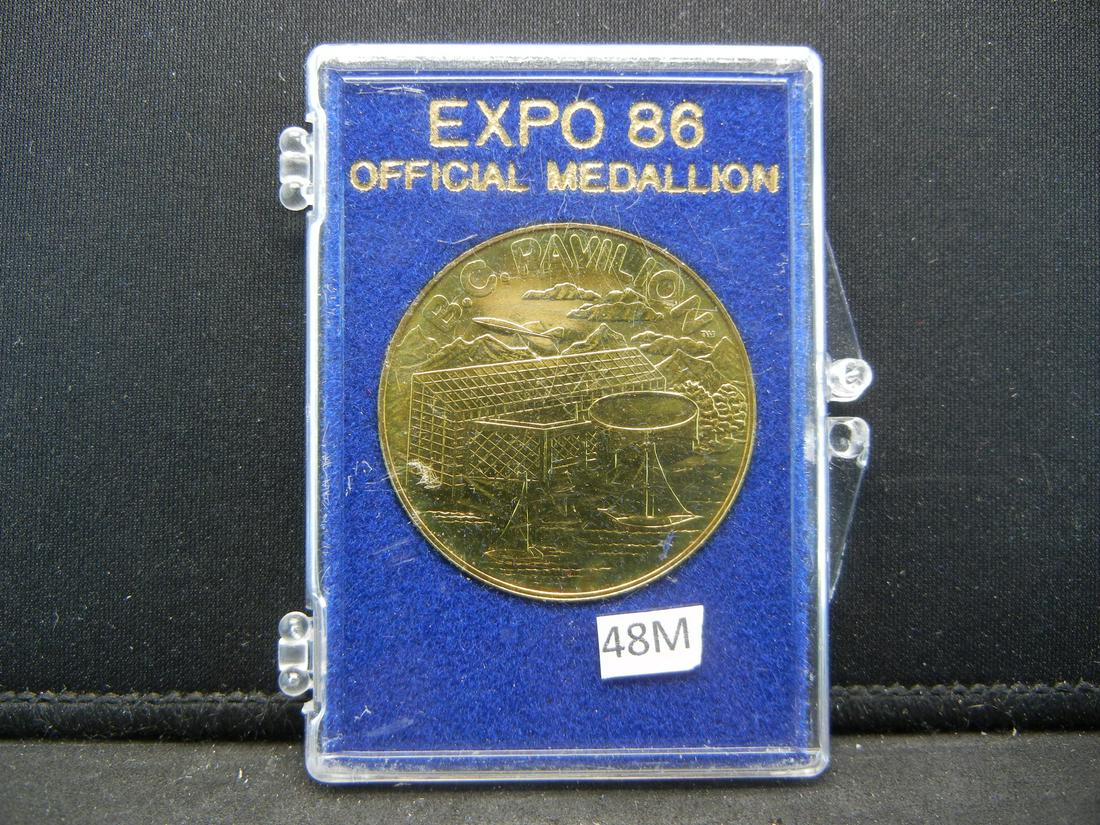 EXPO 86
OFFICIAL MEDALLION
B.C. PAVILION
TM
48M